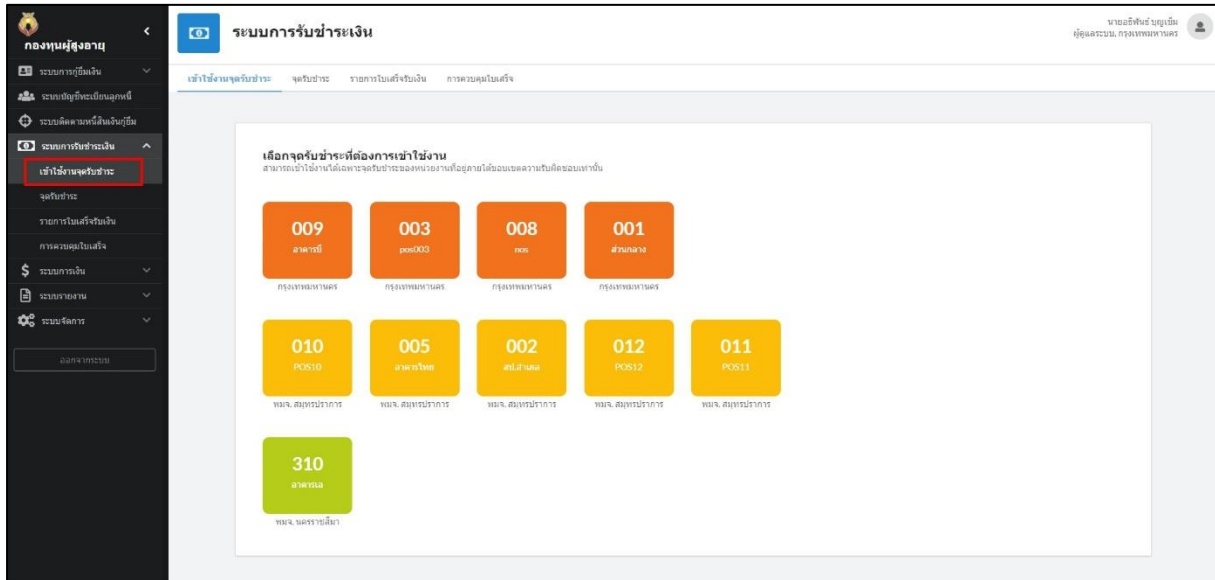 กองทุนผู้สูงอายุ
ระบบการกู้ยืมเงิน
ระบบบัญชีทะเบียนลูกหนี้
ระบบติดตามหนี้สินเงินกู้ยืม
ระบบการรับชำระเงิน
เข้าใช้งานจุดรับชำระ
จุดรับชำระ
รายการใบเสร็จรับเงิน
การควบคุมใบเสร็จ
ระบบการเงิน
ระบบรายงาน
ระบบจัดการ
ออกจากระบบ
ระบบการรับชำระเงิน
นายอธิพันธ์ บุญเข็ม
ผู้ดูแลระบบ, กรุงเทพมหานคร
เข้าใช้งานจุดรับชำระ จุดรับชำระ รายการใบเสร็จรับเงิน การควบคุมใบเสร็จ
เลือกจุดรับชำระที่ต้องการเข้าใช้งาน
สามารถเข้าใช้งานได้เฉพาะจุดรับชำระของหน่วยงานที่อยู่ภายใต้ขอบเขตความรับผิดชอบเท่านั้น
009 003 008 001
อาคารบี pos003 nos ส่วนกลาง
กรุงเทพมหานคร กรุงเทพมหานคร กรุงเทพมหานคร กรุงเทพมหานคร
010 005 002 012 011
POS10 อาคารไทย POS12 POS11
พมจ. สมุทรปราการ พมจ. สมุทรปราการ พมจ. สมุทรปราการ พมจ. สมุทรปราการ พมจ. สมุทรปราการ
310
อาคารเอ
พมจ. นครราชสีมา